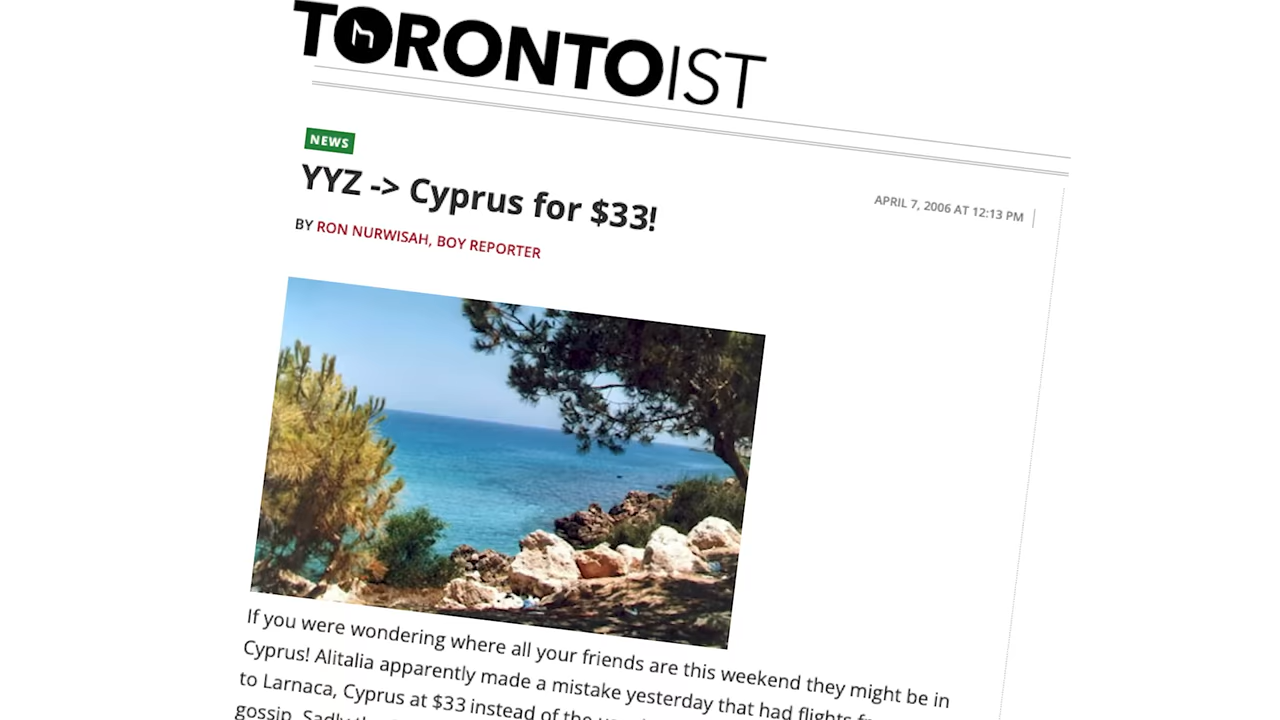 TORONTOIST
NEWS
YYZ -> Cyprus for $33!
APRIL 7, 2006 AT 12:13 PM
BY RON NURWISAH, BOY REPORTER
If you were wondering where all your friends are this weekend they might be in
Cyprus! Alitalia apparently made a mistake yesterday that had flights
to Larnaca, Cyprus at $33 instead of the
gossip. Sadly